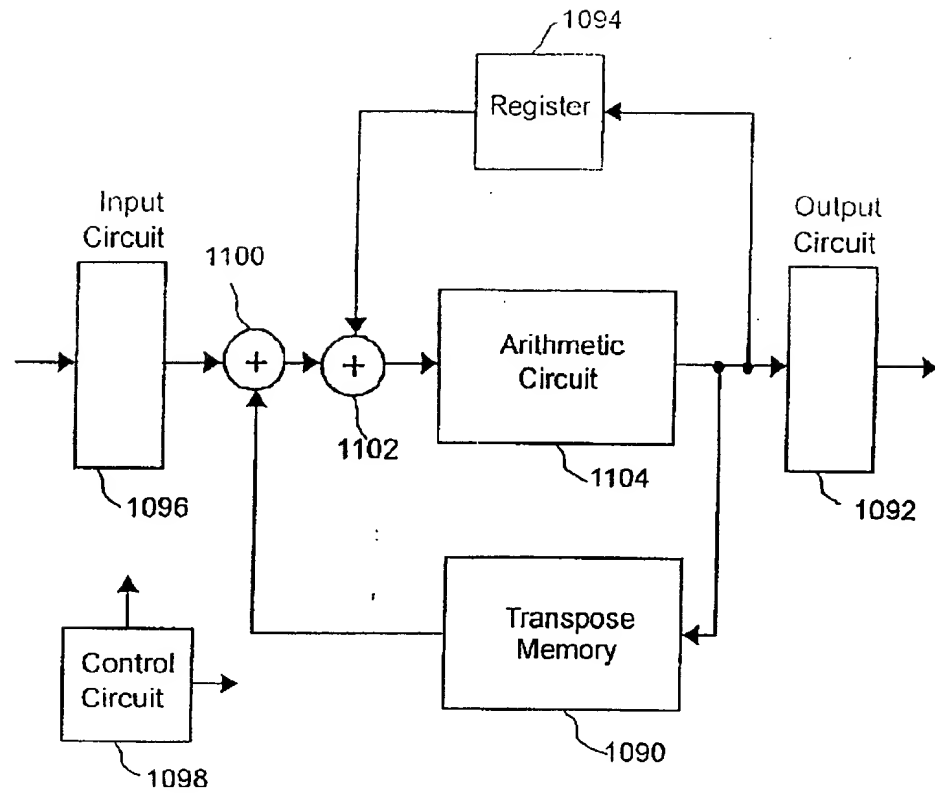 1094
Register
Input
Circuit
Output
Circuit
1100
+
+
Arithmetic
Circuit
1102
1104
1096
1092
Transpose
Memory
Control
Circuit
1090
1098